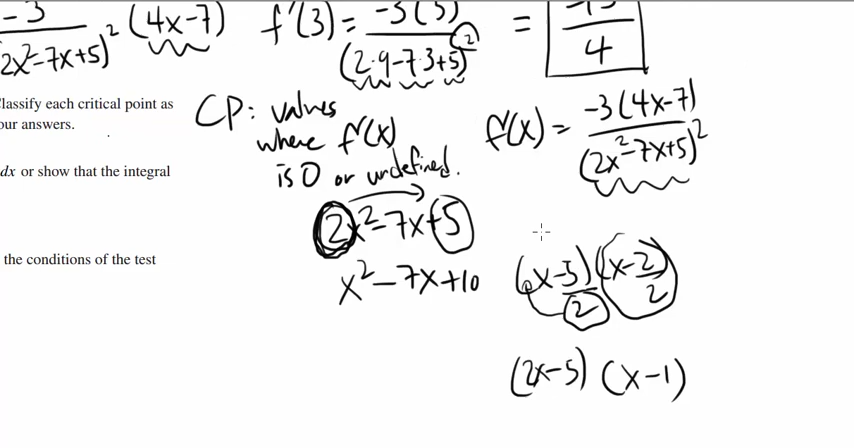 -3
(2x²-7x+5)² (4x-7)
f'(3) = -3(5) / (2·9-7·3+5)² = -15/4
Classify each critical point as
our answers.
CP: values
where f'(x)
is 0 or undefined.
f'(x) = -3(4x-7) / (2x²-7x+5)²
dx or show that the integral
2x²-7x+5
the conditions of the test
x²-7x+10
(x-5/2)(x-2/2)
(2x-5) (x-1)